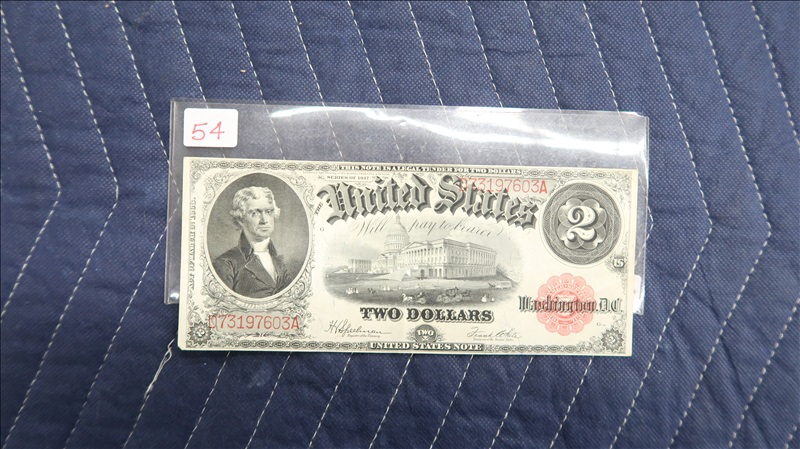 54
THIS NOTE IS A LEGAL TENDER FOR TWO DOLLARS
SERIES OF 1917
D73197603A
THE United States
2
Will pay to bearer
Washington, D.C.
TWO DOLLARS
D73197603A
TWO
UNITED STATES NOTE